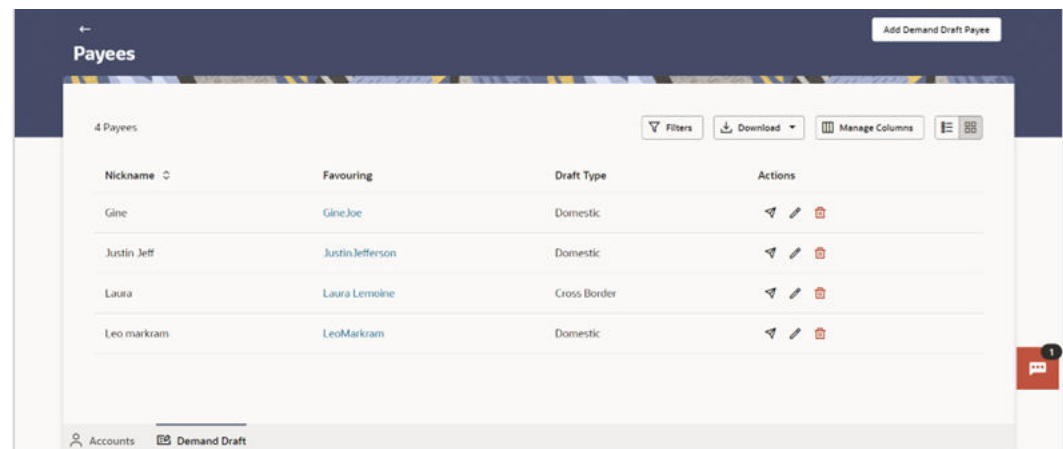 Add Demand Draft Payee
Payees
4 Payees
Filters
Download
Manage Columns
Nickname Favouring Draft Type Actions
Gine GineJoe Domestic
Justin Jeff JustinJefferson Domestic
Laura Laura Lemoine Cross Border
Leo markram LeoMarkram Domestic
1
Accounts Demand Draft